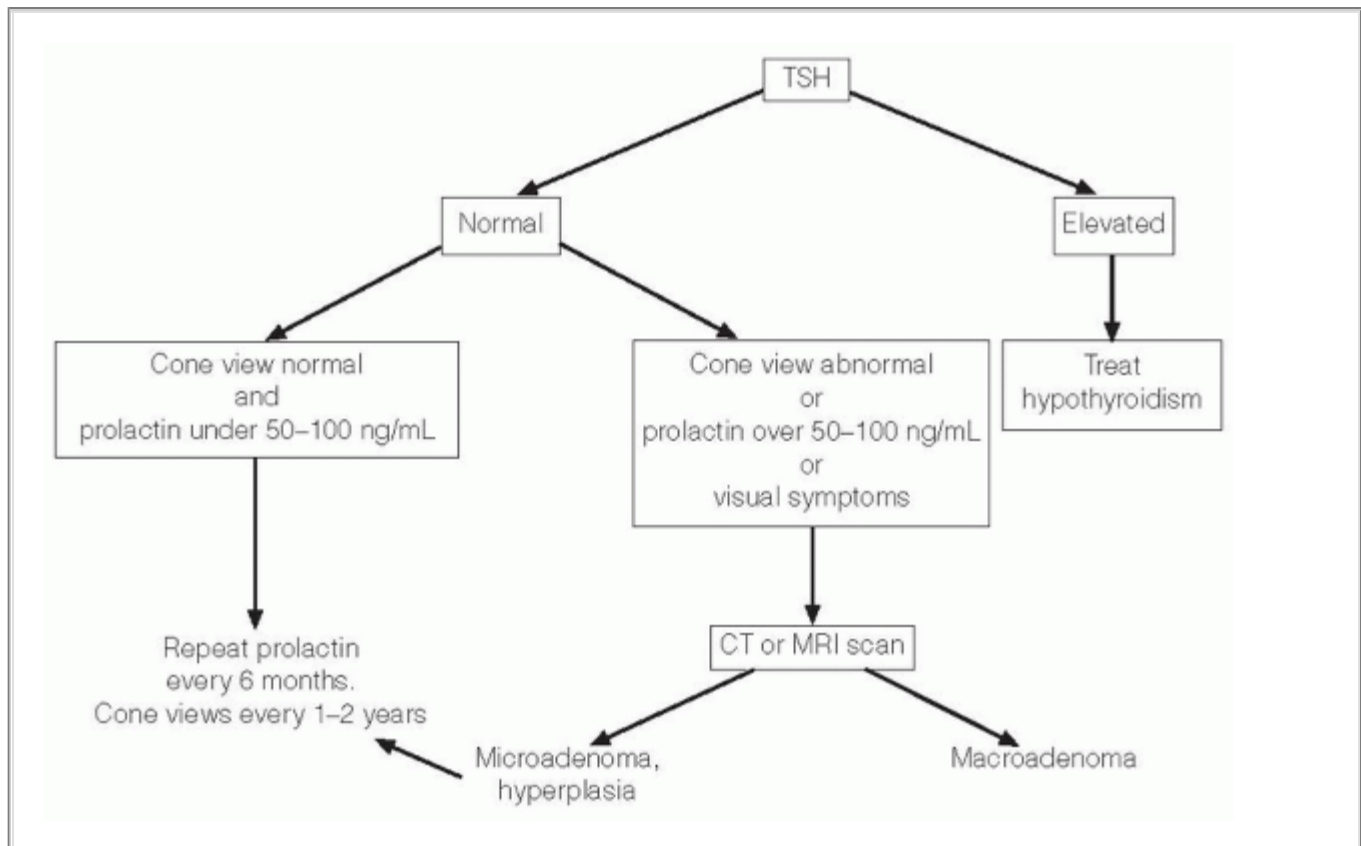 TSH
Normal
Elevated
Cone view normal
and
prolactin under 50–100 ng/mL
Cone view abnormal
or
prolactin over 50–100 ng/mL
or
visual symptoms
Treat
hypothyroidism
CT or MRI scan
Repeat prolactin
every 6 months.
Cone views every 1–2 years
Microadenoma,
hyperplasia
Macroadenoma